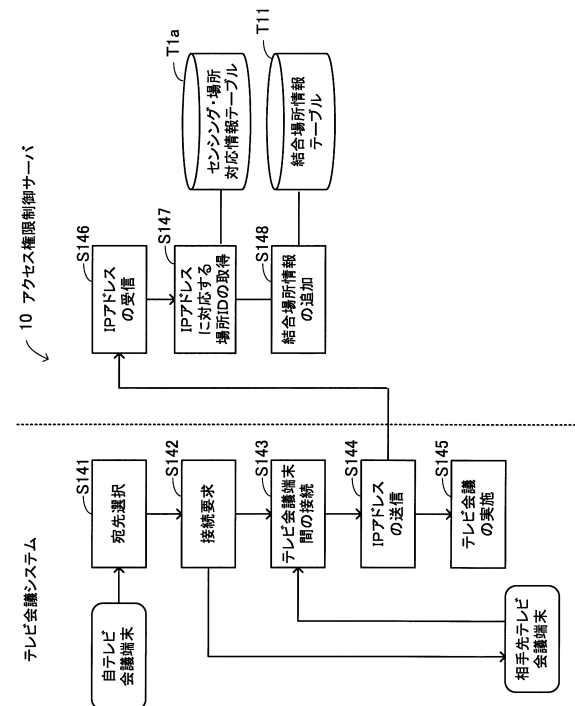 テレビ会議システム
10 アクセス権限制御サーバ
自テレビ
会議端末
S141
宛先選択
S142
接続要求
S143
テレビ会議端末
間の接続
S144
IPアドレス
の送信
S145
テレビ会議
の実施
相手先テレビ
会議端末
S146
IPアドレス
の受信
S147
IPアドレス
に対応する
場所IDの取得
S148
結合場所情報
の追加
T1a
センシング・場所
対応情報テーブル
T11
結合場所情報
テーブル